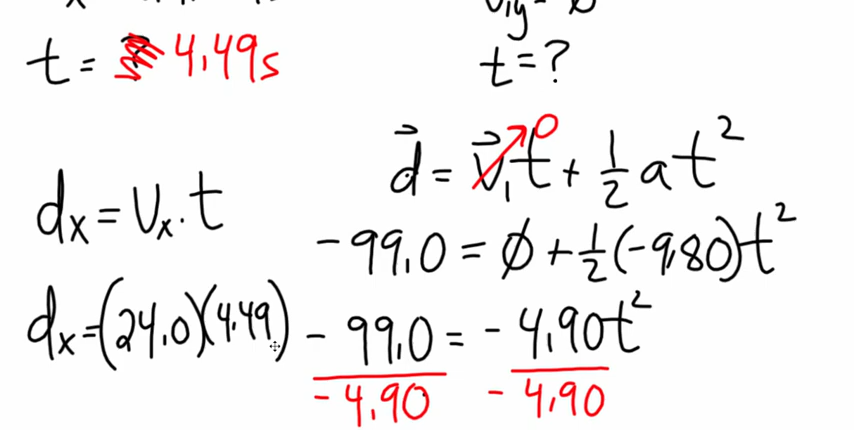 t = 4.49s
dₓ = Vₓ · t
dₓ = (24.0)(4.49)
V₁y = ∅
t = ?
d⃗ = v⃗₁t 0 + ½at²
-99.0 = ∅ + ½(-9.80)t²
-99.0 = -4.90t²
-4.90 -4.90